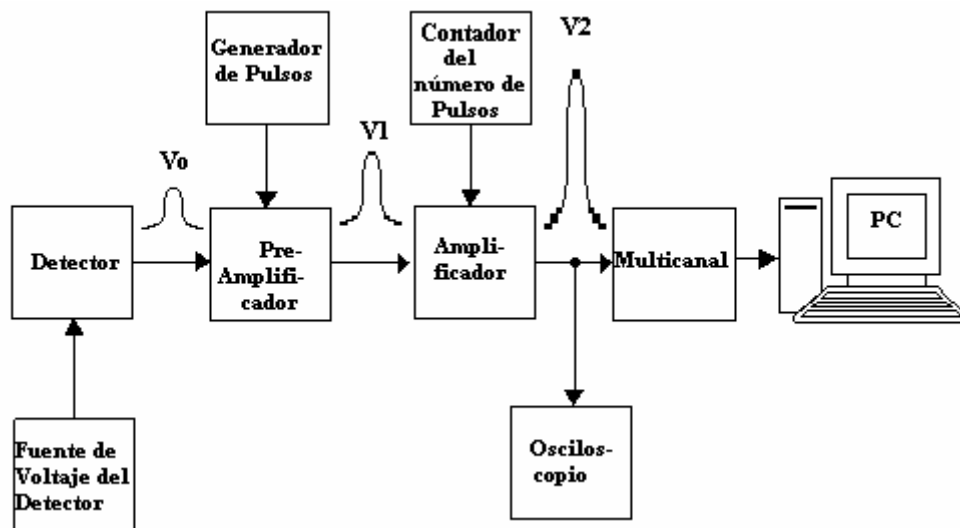 Generador
de Pulsos
Contador
del
número de
Pulsos
V2
V1
Vo
Detector
Pre-
Amplifi-
cador
Ampli-
ficador
Multicanal
PC
Fuente de
Voltaje del
Detector
Oscilos-
copio